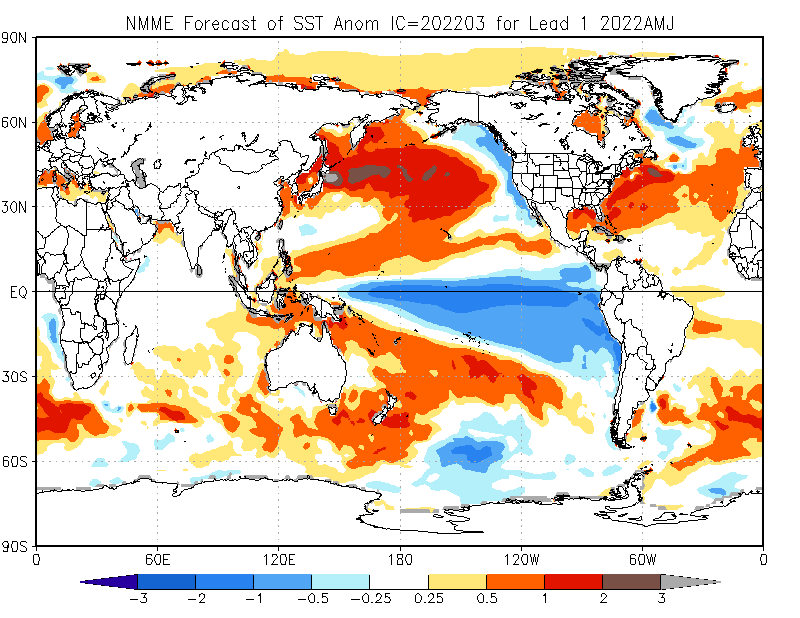 NMME Forecast of SST Anom IC=202203 for Lead 1 2022AMJ
90N
60N
30N
EQ
30S
60S
90S
0 60E 120E 180 120W 60W 0
-3 -2 -1 -0.5 -0.25 0.25 0.5 1 2 3